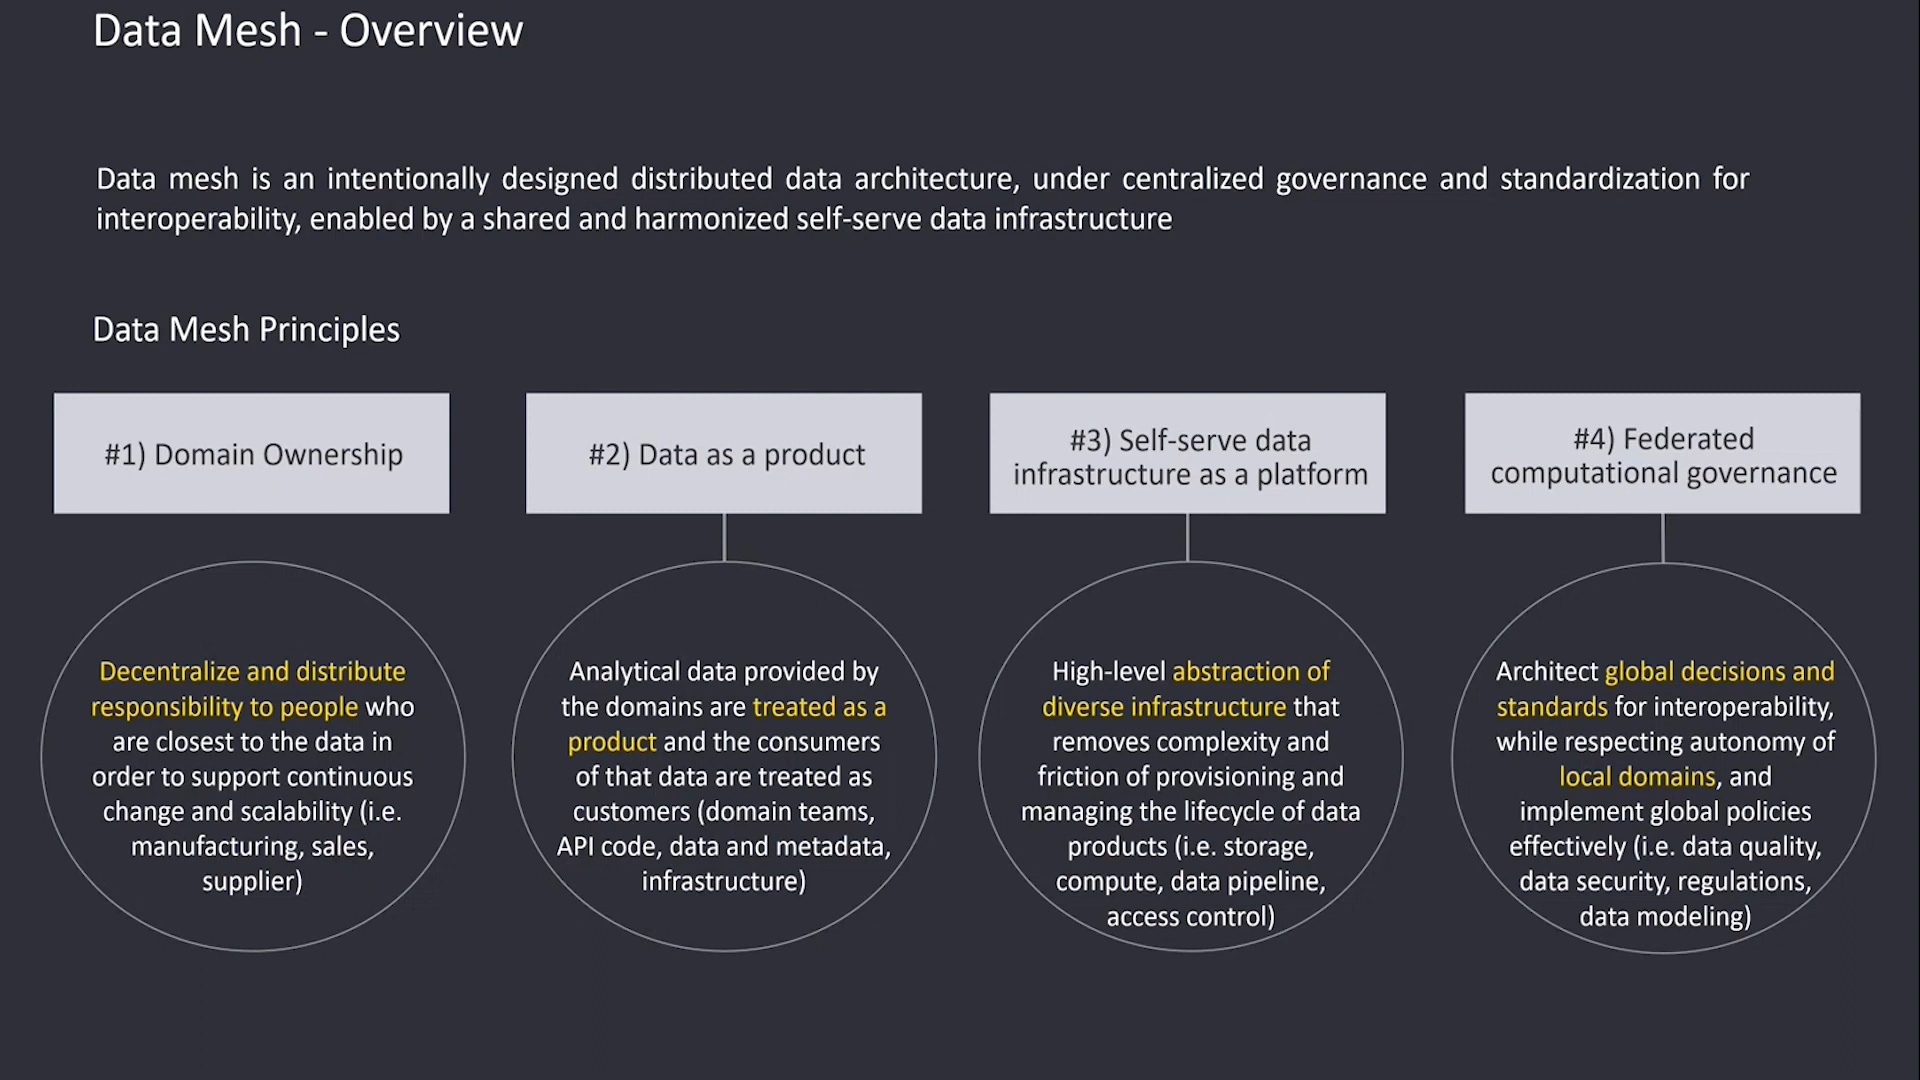 Data Mesh - Overview
Data mesh is an intentionally designed distributed data architecture, under centralized governance and standardization for
interoperability, enabled by a shared and harmonized self-serve data infrastructure
Data Mesh Principles
#1) Domain Ownership
Decentralize and distribute
responsibility to people who
are closest to the data in
order to support continuous
change and scalability (i.e.
manufacturing, sales,
supplier)
#2) Data as a product
Analytical data provided by
the domains are treated as a
product and the consumers
of that data are treated as
customers (domain teams,
API code, data and metadata,
infrastructure)
#3) Self-serve data
infrastructure as a platform
High-level abstraction of
diverse infrastructure that
removes complexity and
friction of provisioning and
managing the lifecycle of data
products (i.e. storage,
compute, data pipeline,
access control)
#4) Federated
computational governance
Architect global decisions and
standards for interoperability,
while respecting autonomy of
local domains, and
implement global policies
effectively (i.e. data quality,
data security, regulations,
data modeling)